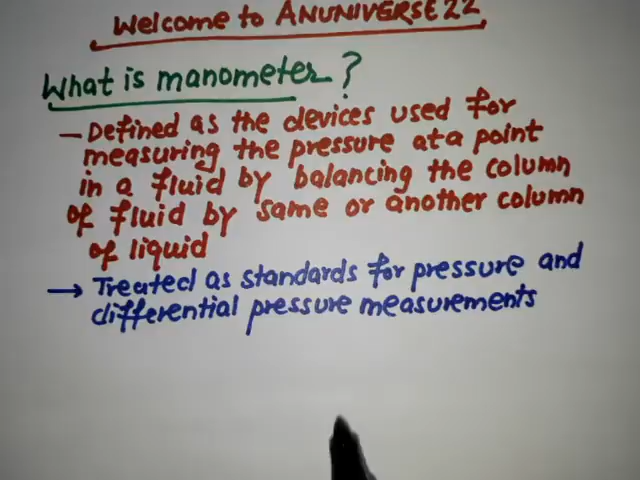 Welcome to ANUNIVERSE22
What is manometer?
- Defined as the devices used for
measuring the pressure at a point
in a fluid by balancing the column
of fluid by same or another column
of liquid
→ Treated as standards for pressure and
differential pressure measurements